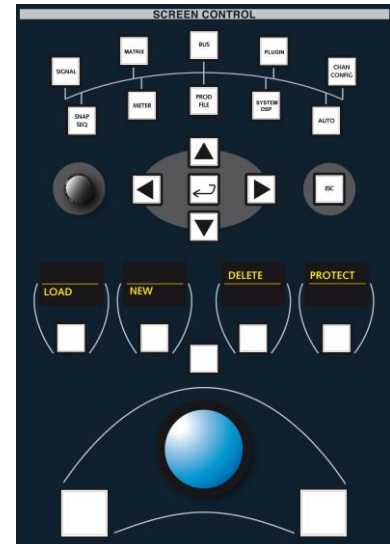 SCREEN CONTROL
MATRIX
BUS
PLUGIN
SIGNAL
CHAN
CONFIG
SNAP
SEQ
METER
PROD
FILE
SYSTEM
DSP
AUTO
ISC
LOAD
NEW
DELETE
PROTECT